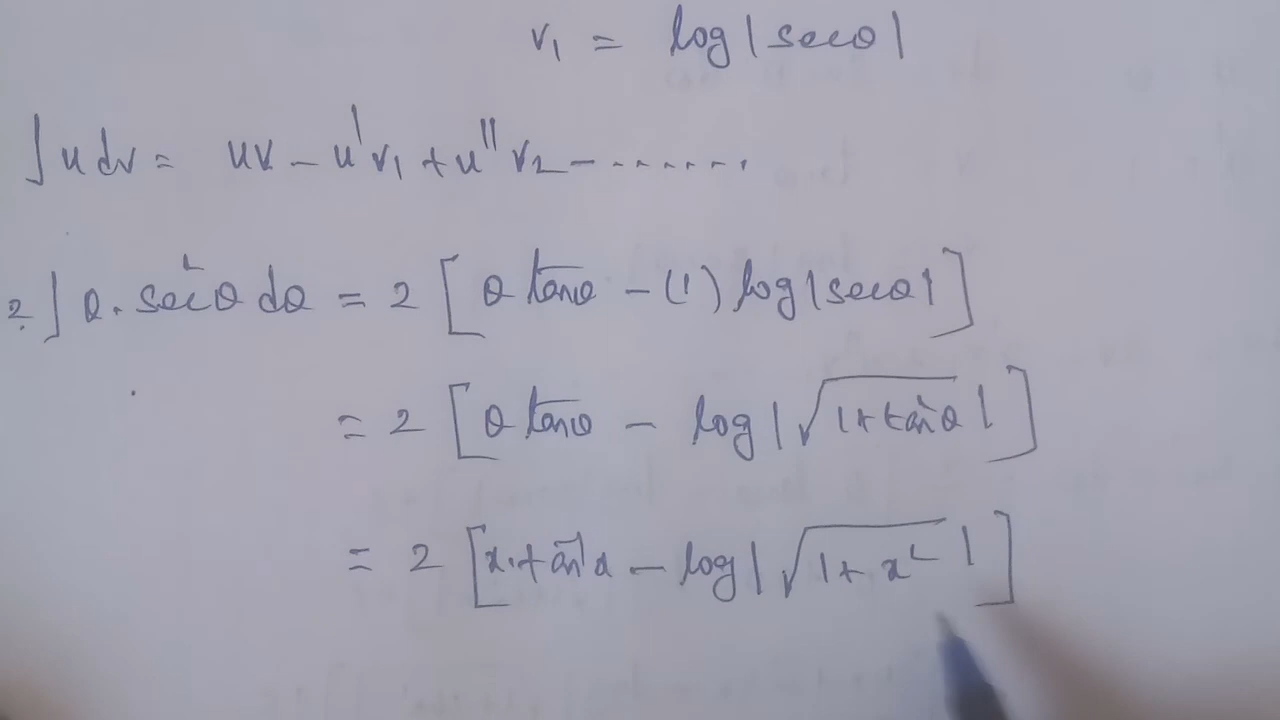 v₁ = log|secθ|
∫u dv = uv − u'v₁ + u''v₂ − .......
2∫θ.sec²θ dθ = 2[θ tanθ − (1) log|secθ|]
= 2[θ tanθ − log|√(1+tan²θ)|]
= 2[x.tan⁻¹x − log|√(1+x²)|]